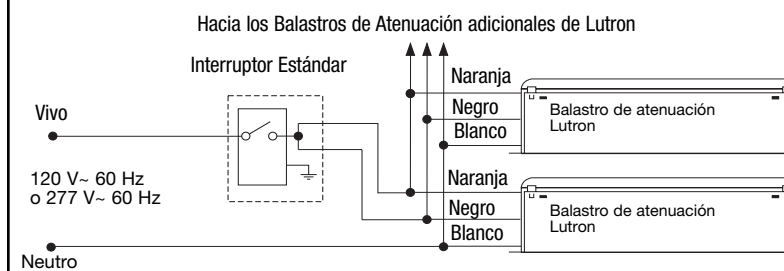 Hacia los Balastros de Atenuación adicionales de Lutron
Interruptor Estándar
Naranja
Vivo
Negro
Balastro de atenuación
Lutron
Blanco
120 V~ 60 Hz
o 277 V~ 60 Hz
Naranja
Negro
Balastro de atenuación
Lutron
Blanco
Neutro